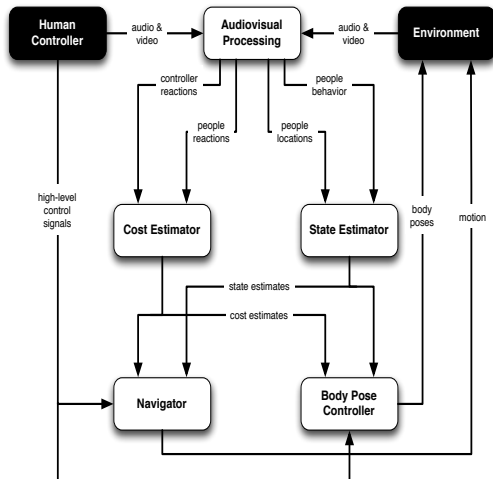 Human
Controller
audio &
video
Audiovisual
Processing
audio &
video
Environment
controller
reactions
people
behavior
people
reactions
people
locations
high-level
control
signals
body
poses
motion
Cost Estimator
State Estimator
state estimates
cost estimates
Navigator
Body Pose
Controller